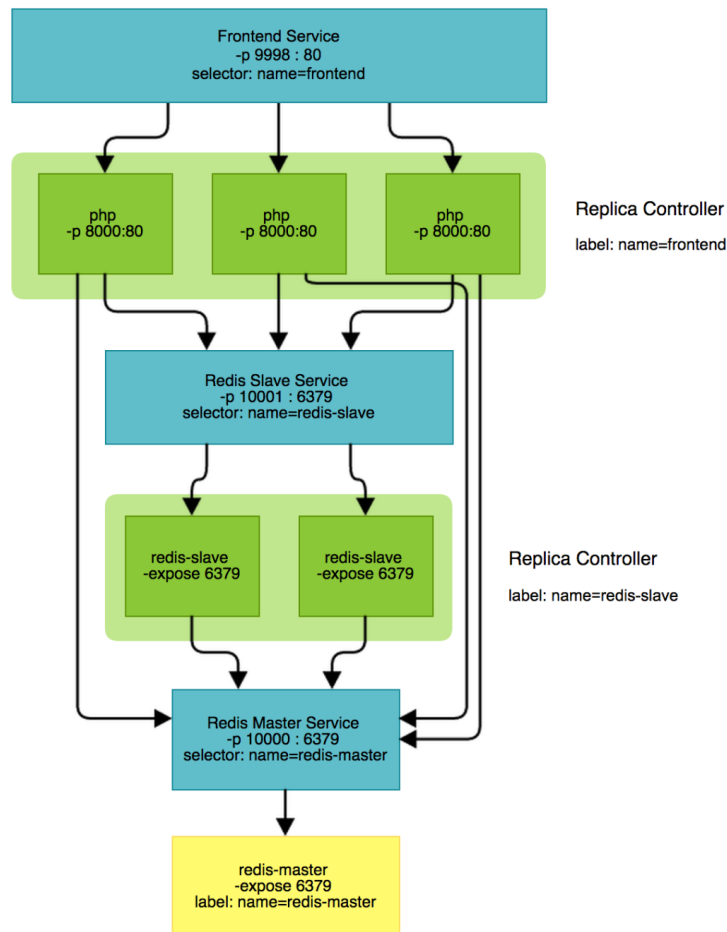 Frontend Service
-p 9998 : 80
selector: name=frontend
php
-p 8000:80
php
-p 8000:80
php
-p 8000:80
Replica Controller
label: name=frontend
Redis Slave Service
-p 10001 : 6379
selector: name=redis-slave
redis-slave
-expose 6379
redis-slave
-expose 6379
Replica Controller
label: name=redis-slave
Redis Master Service
-p 10000 : 6379
selector: name=redis-master
redis-master
-expose 6379
label: name=redis-master